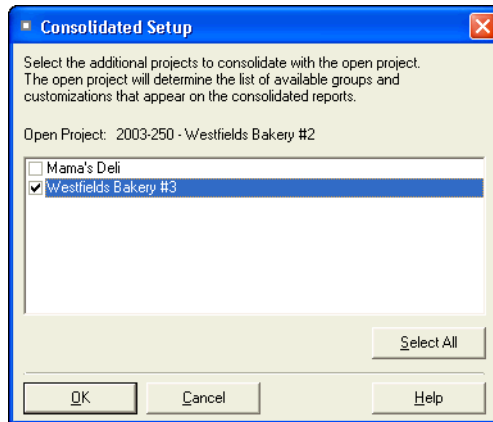 Consolidated Setup
Select the additional projects to consolidate with the open project.
The open project will determine the list of available groups and
customizations that appear on the consolidated reports.
Open Project: 2003-250 - Westfields Bakery #2
Mama's Deli
Westfields Bakery #3
Select All
OK Cancel Help